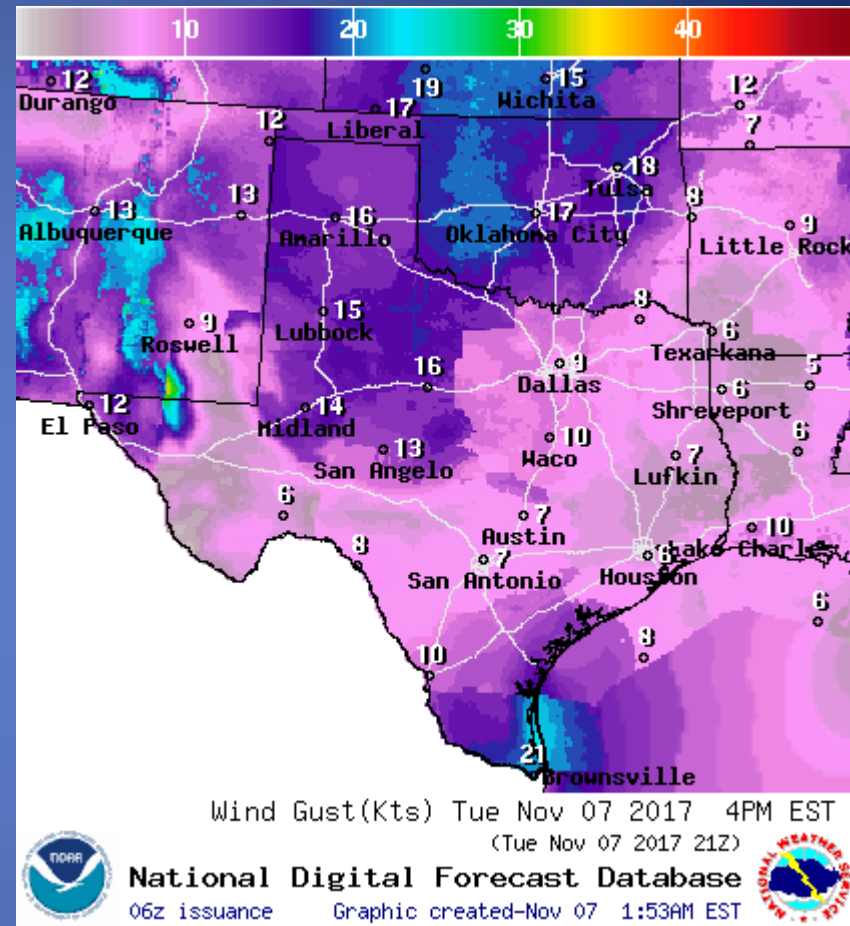 10 20 30 40
12 Durango
19
15 Wichita
17 Liberal
12
12
7
18 Tulsa
13 Albuquerque
13
16 Amarillo
17 Oklahoma City
8
9 Little Rock
9 Roswell
15 Lubbock
8
6 Texarkana
16
9 Dallas
6 Shreveport
5
12 El Paso
14 Midland
13 San Angelo
10 Waco
7 Lufkin
6
6
7 Austin
10 Lake Charles
8
7 San Antonio
6 Houston
6
8
10
21 Brownsville
Wind Gust(Kts) Tue Nov 07 2017 4PM EST
(Tue Nov 07 2017 21Z)
NOAA
National Digital Forecast Database
06z issuance Graphic created-Nov 07 1:53AM EST
NATIONAL WEATHER SERVICE